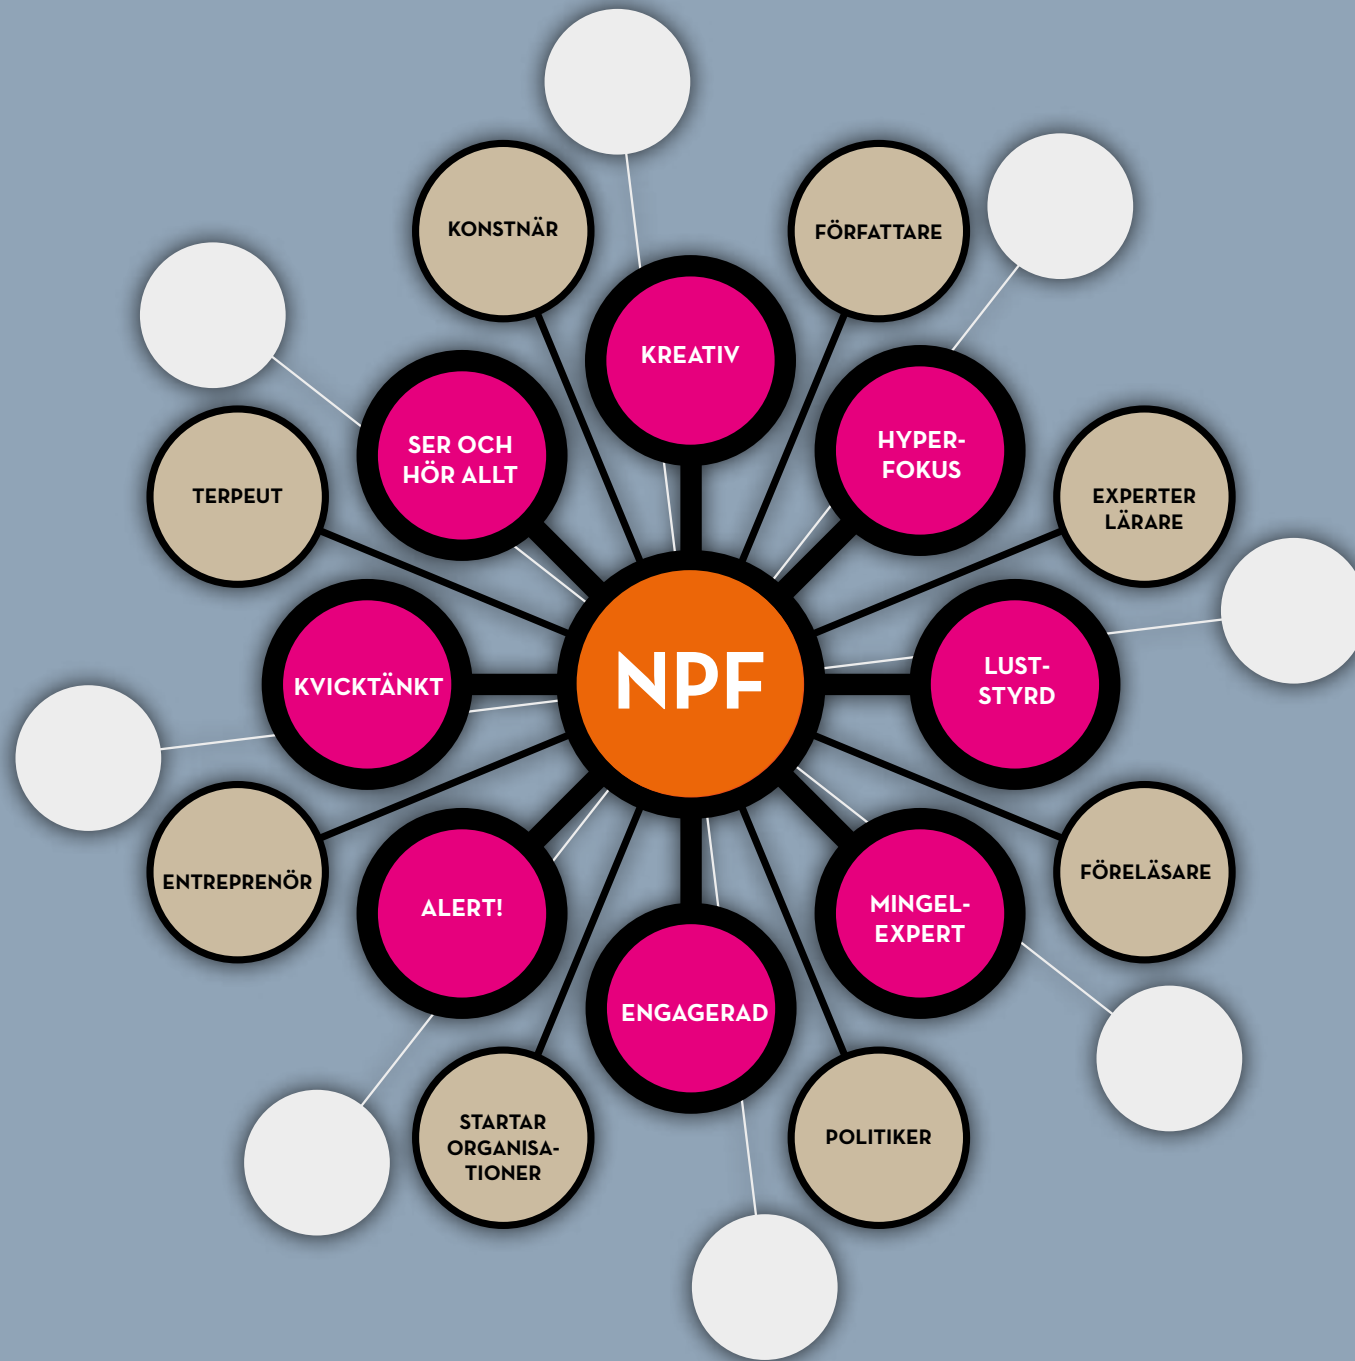 KONSTNÄR
FÖRFATTARE
KREATIV
SER OCH
HÖR ALLT
HYPER-
FOKUS
TERPEUT
EXPERTER
LÄRARE
KVICKTÄNKT
NPF
LUST-
STYRD
ENTREPRENÖR
FÖRELÄSARE
ALERT!
MINGEL-
EXPERT
ENGAGERAD
STARTAR
ORGANISA-
TIONER
POLITIKER